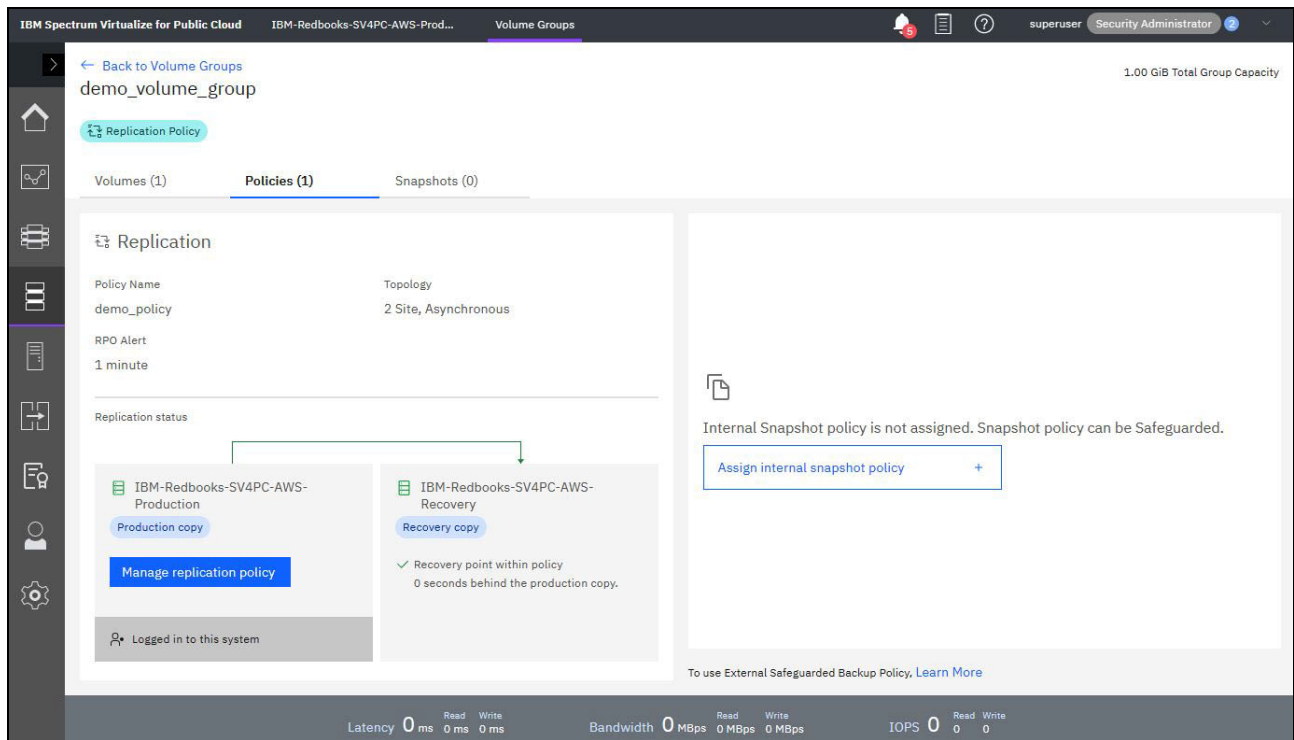 IBM Spectrum Virtualize for Public Cloud IBM-Redbooks-SV4PC-AWS-Prod... Volume Groups 5 superuser Security Administrator 2
← Back to Volume Groups
1.00 GiB Total Group Capacity
demo_volume_group
Replication Policy
Volumes (1) Policies (1) Snapshots (0)
Replication
Policy Name Topology
demo_policy 2 Site, Asynchronous
RPO Alert
1 minute
Replication status
IBM-Redbooks-SV4PC-AWS-
Production
Production copy
Manage replication policy
Logged in to this system
IBM-Redbooks-SV4PC-AWS-
Recovery
Recovery copy
Recovery point within policy
0 seconds behind the production copy.
Internal Snapshot policy is not assigned. Snapshot policy can be Safeguarded.
Assign internal snapshot policy +
To use External Safeguarded Backup Policy, Learn More
Latency 0 ms Read 0 ms Write 0 ms Bandwidth 0 MBps Read 0 MBps Write 0 MBps IOPS 0 Read 0 Write 0